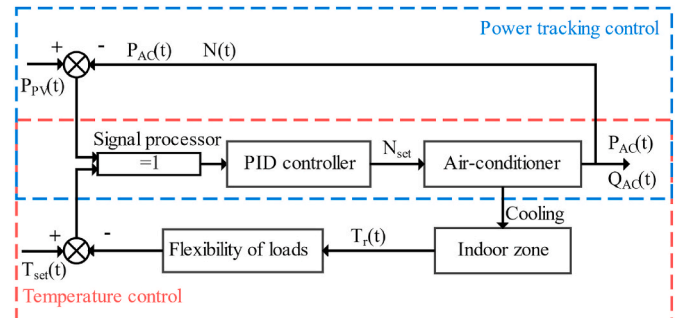 Power tracking control
+
-
P_AC(t) N(t)
P_PV(t)
Signal processor
=1
PID controller
N_set
Air-conditioner
P_AC(t)
Q_AC(t)
Cooling
+
-
T_set(t)
Flexibility of loads
T_r(t)
Indoor zone
Temperature control